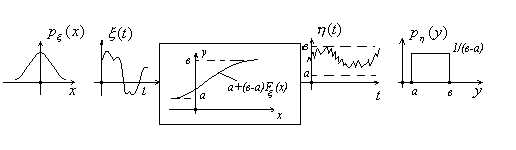 pξ(x)
x
ξ(t)
t
y
в
a
a+(в-a)Fξ(x)
x
η(t)
в
a
t
pη(y)
1/(в-a)
a
в
y